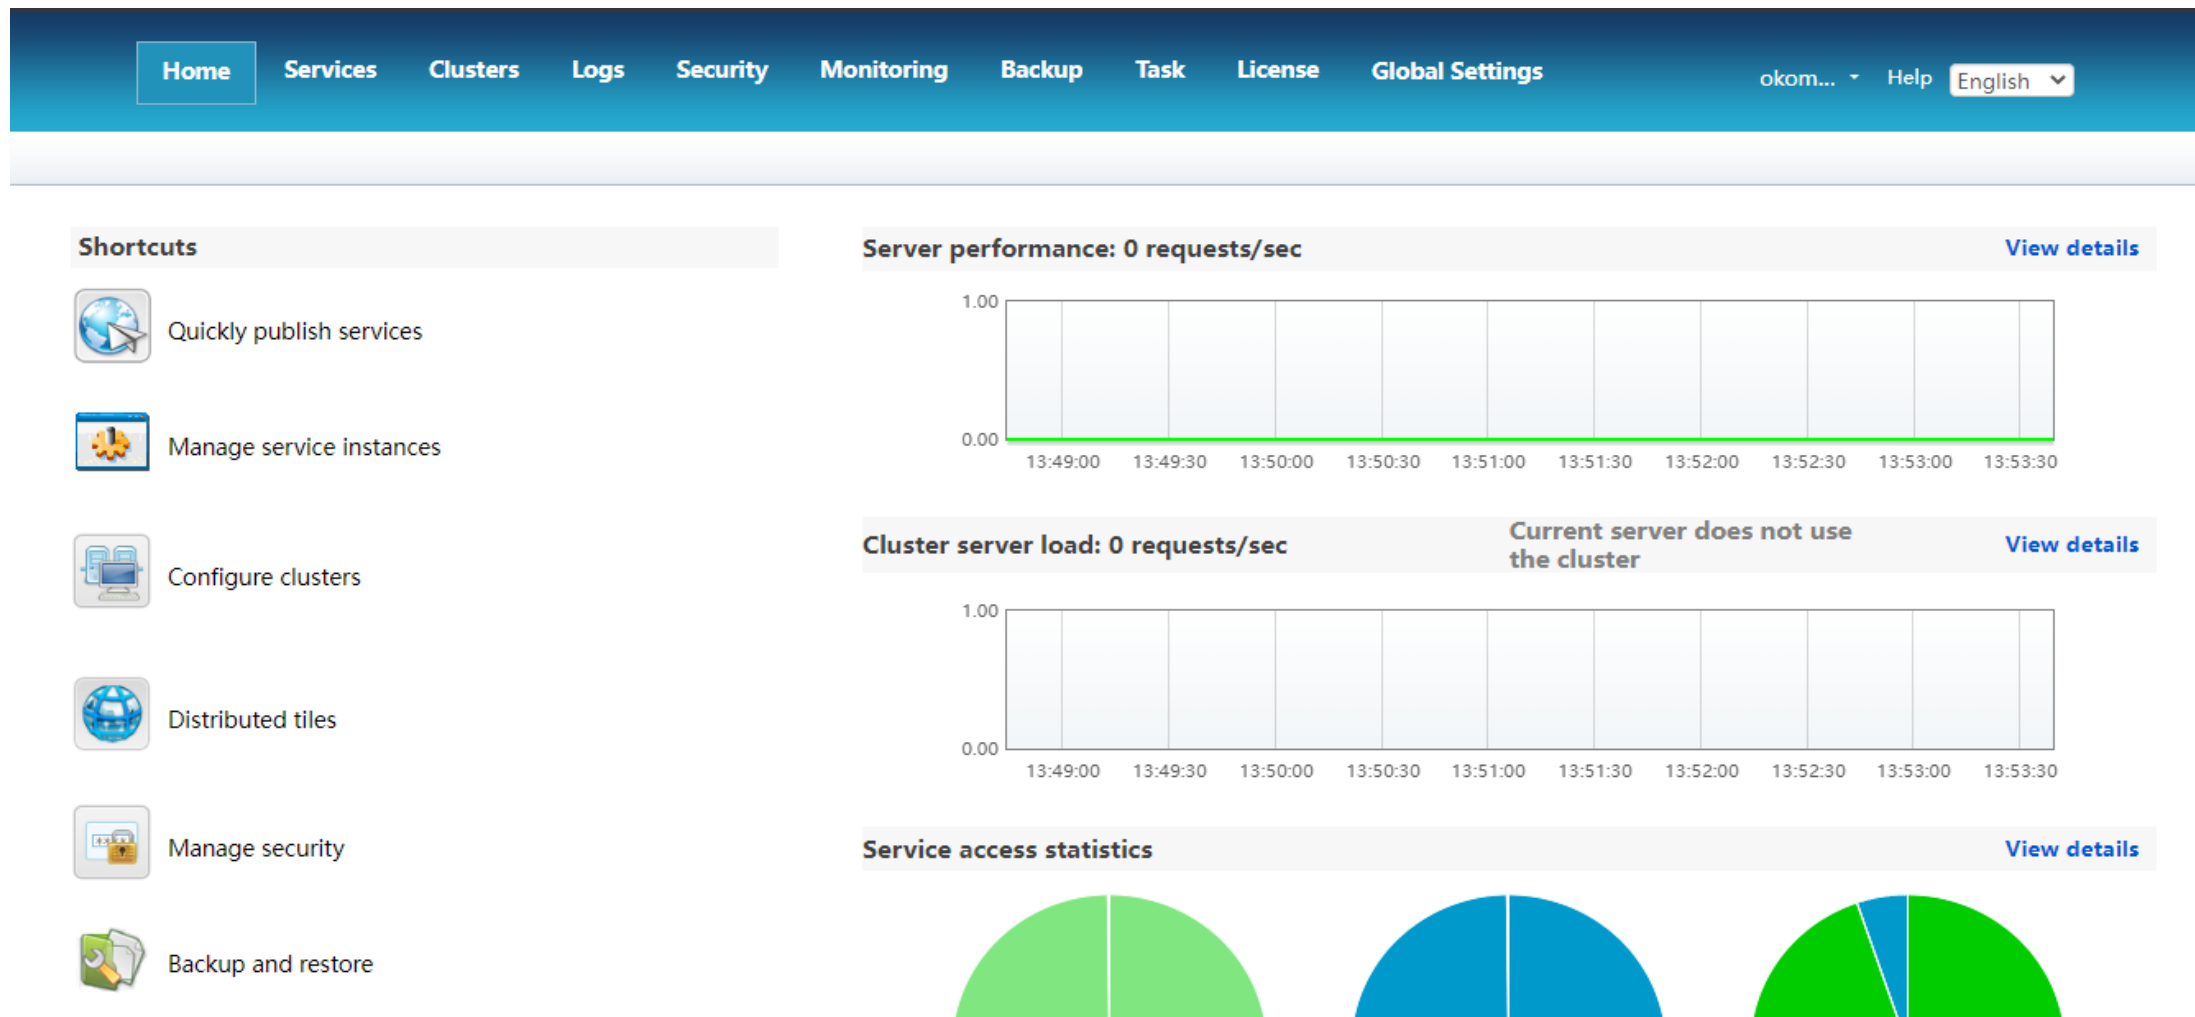 Home Services Clusters Logs Security Monitoring Backup Task License Global Settings okom... Help English
Shortcuts
Quickly publish services
Manage service instances
Configure clusters
Distributed tiles
Manage security
Backup and restore
Server performance: 0 requests/sec View details
1.00
0.00
13:49:00 13:49:30 13:50:00 13:50:30 13:51:00 13:51:30 13:52:00 13:52:30 13:53:00 13:53:30
Cluster server load: 0 requests/sec
Current server does not use
the cluster
View details
1.00
0.00
13:49:00 13:49:30 13:50:00 13:50:30 13:51:00 13:51:30 13:52:00 13:52:30 13:53:00 13:53:30
Service access statistics View details